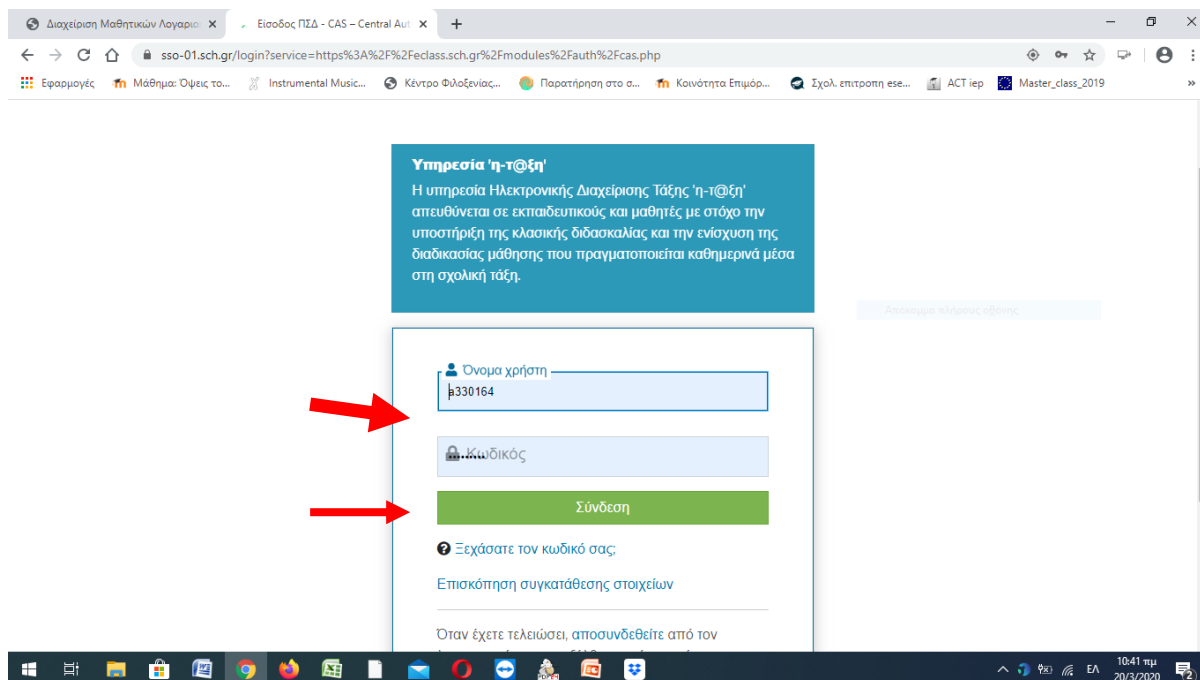 Διαχείριση Μαθητικών Λογαρια
Είσοδος ΠΣΔ - CAS – Central Aut
sso-01.sch.gr/login?service=https%3A%2F%2Feclass.sch.gr%2Fmodules%2Fauth%2Fcas.php
Εφαρμογές Μάθημα: Όψεις το... Instrumental Music... Κέντρο Φιλοξενίας... Παρατήρηση στο σ... Κοινότητα Επιμόρ... Σχολ. επιτροπη ese... ACT iep Master_class_2019 »
Υπηρεσία 'η-τ@ξη'
Η υπηρεσία Ηλεκτρονικής Διαχείρισης Τάξης 'η-τ@ξη'
απευθύνεται σε εκπαιδευτικούς και μαθητές με στόχο την
υποστήριξη της κλασικής διδασκαλίας και την ενίσχυση της
διαδικασίας μάθησης που πραγματοποιείται καθημερινά μέσα
στη σχολική τάξη.
Απόκομμα πλήρους οθόνης
Όνομα χρήστη
a330164
Κωδικός
Σύνδεση
Ξεχάσατε τον κωδικό σας;
Επισκόπηση συγκατάθεσης στοιχείων
Όταν έχετε τελειώσει, αποσυνδεθείτε από τον
ΕΛ
10:41 πμ
20/3/2020